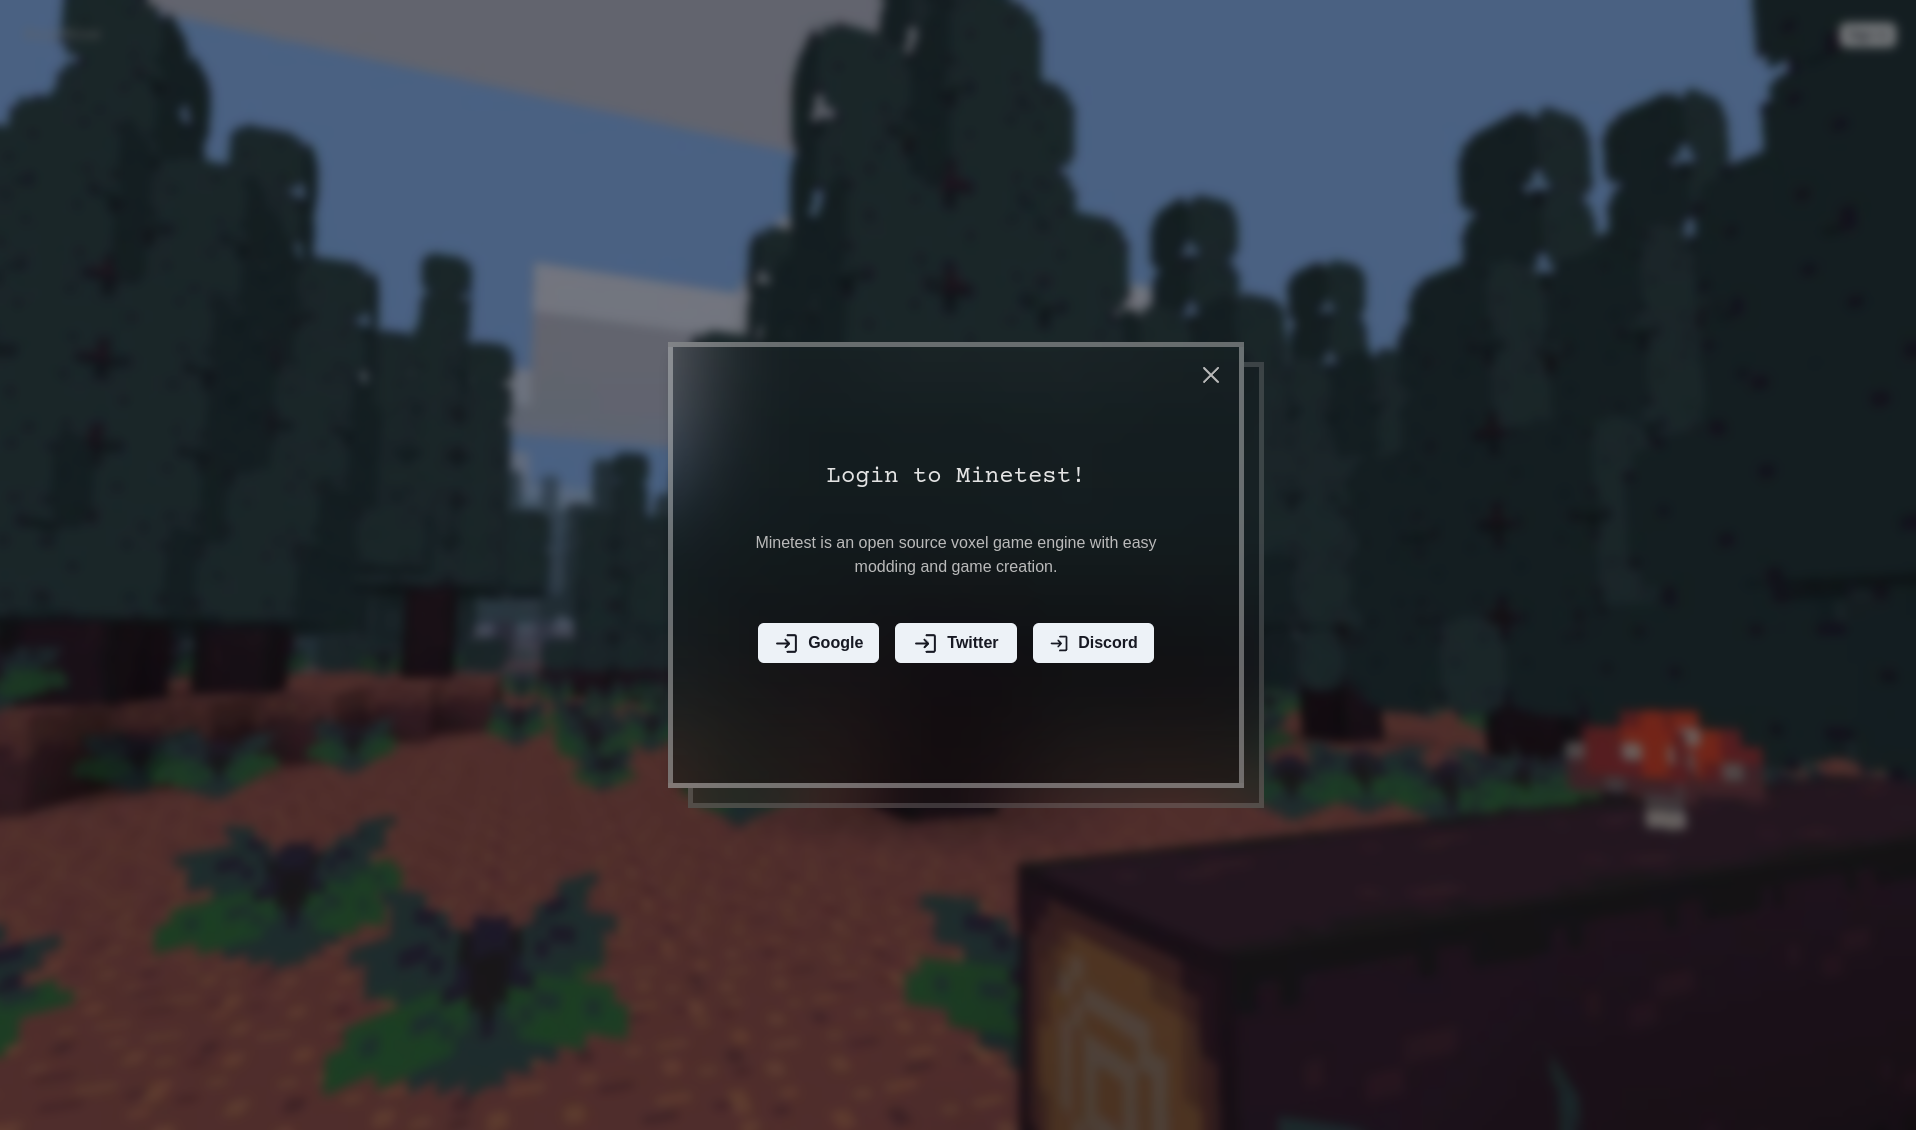 Login to Minetest!
Minetest is an open source voxel game engine with easy
modding and game creation.
Google
Twitter
Discord